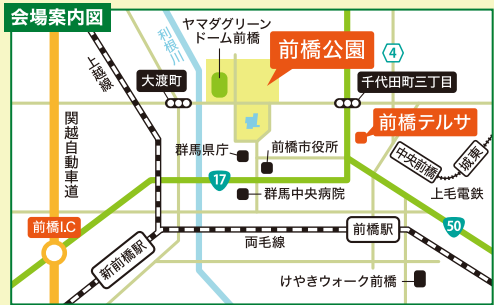 会場案内図
ヤマダグリーン
ドーム前橋
利根川
前橋公園
4
上越線
大渡町
千代田町三丁目
関越自動車道
前橋テルサ
群馬県庁
前橋市役所
中央前橋
城東
17
群馬中央病院
上毛電鉄
前橋I.C
50
新前橋駅
両毛線
前橋駅
けやきウォーク前橋